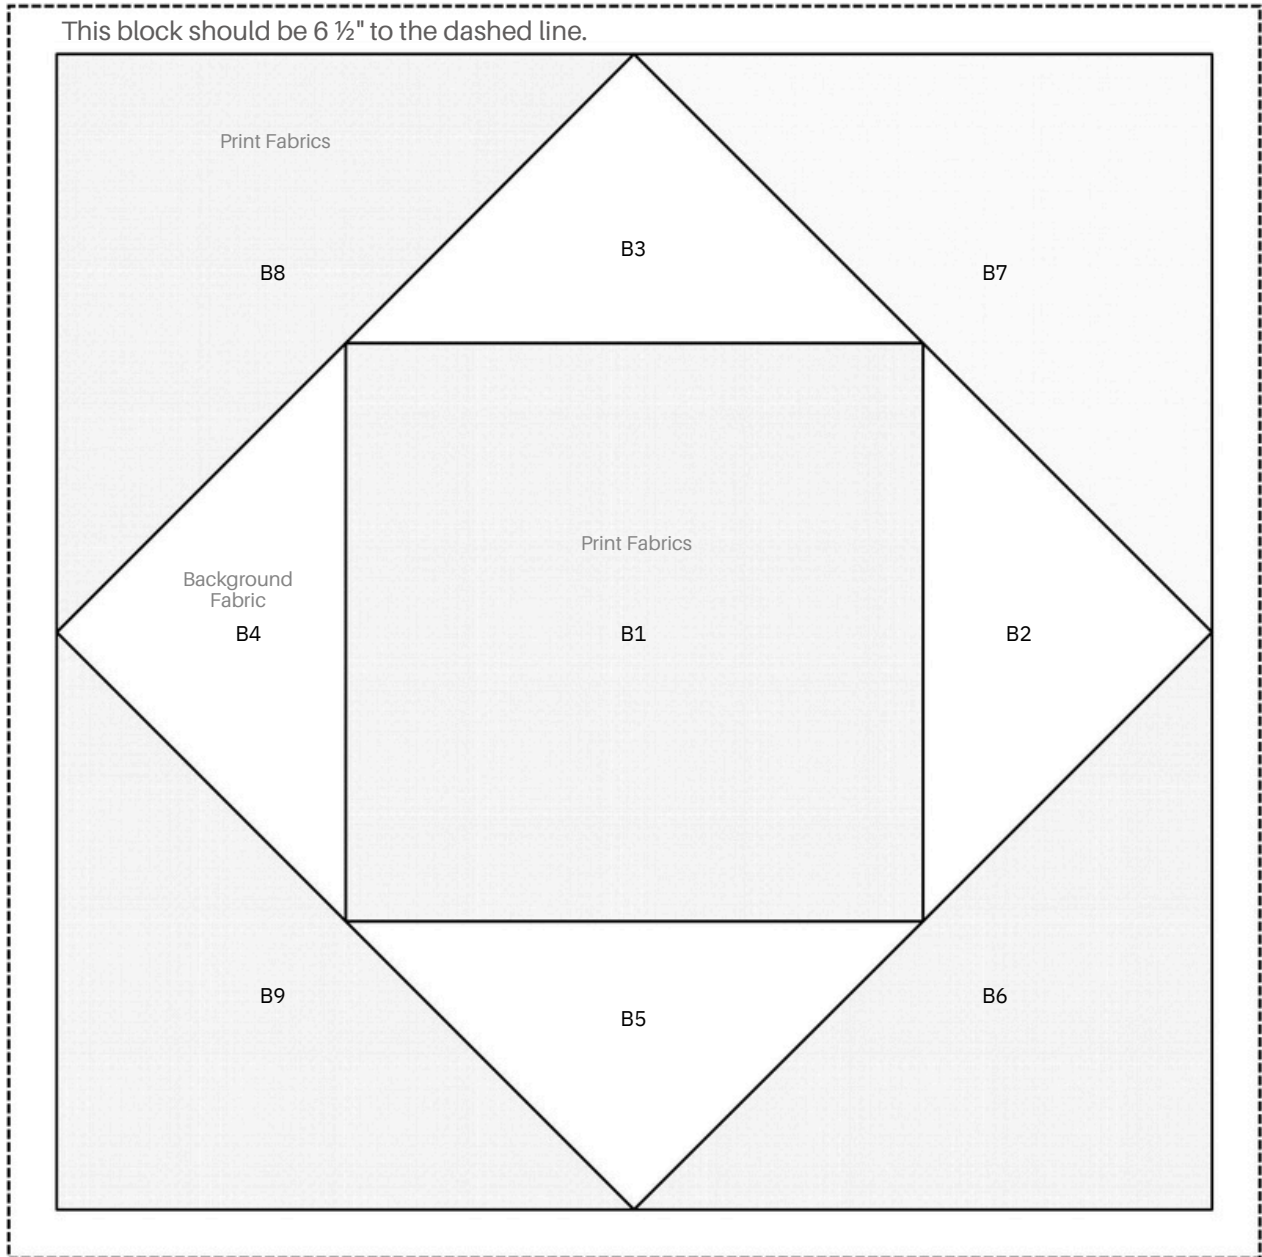 This block should be 6 ½" to the dashed line.
Print Fabrics
B3
B8
B7
Print Fabrics
Background
Fabric
B4
B1
B2
B9
B6
B5